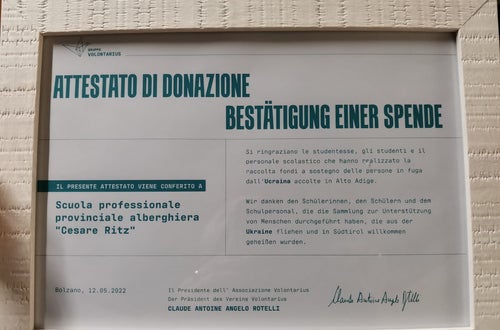 GRUPPO
VOLONTARIUS
ATTESTATO DI DONAZIONE
BESTÄTIGUNG EINER SPENDE
Si ringraziano le studentesse, gli studenti e il
personale scolastico che hanno realizzato la
raccolta fondi a sostegno delle persone in fuga
dall'Ucraina accolte in Alto Adige.
IL PRESENTE ATTESTATO VIENE CONFERITO A
Scuola professionale
provinciale alberghiera
"Cesare Ritz"
Wir danken den Schülerinnen, den Schülern und dem
Schulpersonal, die die Sammlung zur Unterstützung
von Menschen durchgeführt haben, die aus der
Ukraine fliehen und in Südtirol willkommen
geheißen wurden.
Bolzano, 12.05.2022
Il Presidente dell' Associazione Volontarius
Der Präsident des Vereins Volontarius
CLAUDE ANTOINE ANGELO ROTELLI
Claude Antoine Angelo Rotelli